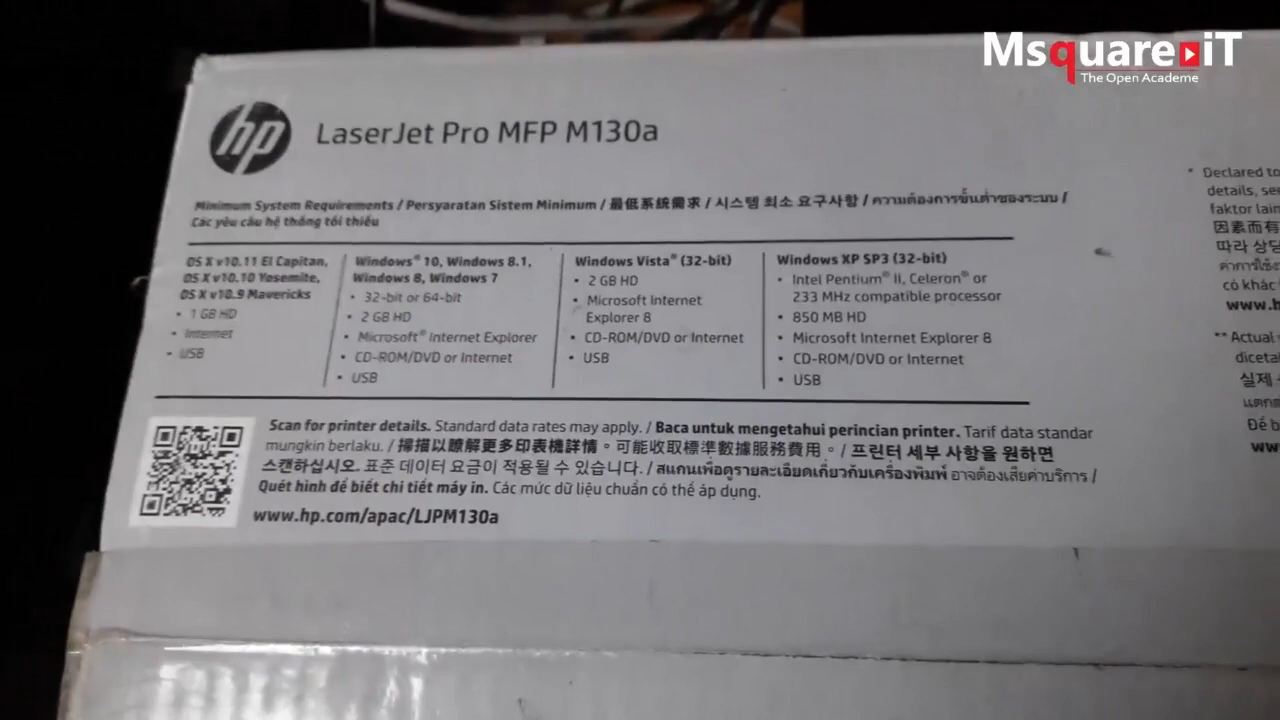 Msquare iT
The Open Academe
hp
LaserJet Pro MFP M130a
Minimum System Requirements / Persyaratan Sistem Minimum / 最低系統需求 / 시스템 최소 요구사항 / ความต้องการขั้นต่ำของระบบ /
Các yêu cầu hệ thống tối thiểu
OS X v10.11 El Capitan,
OS X v10.10 Yosemite,
OS X v10.9 Mavericks
• 1 GB HD
• Internet
• USB
Windows® 10, Windows 8.1,
Windows 8, Windows 7
• 32-bit or 64-bit
• 2 GB HD
• Microsoft® Internet Explorer
• CD-ROM/DVD or Internet
• USB
Windows Vista® (32-bit)
• 2 GB HD
• Microsoft Internet
Explorer 8
• CD-ROM/DVD or Internet
• USB
Windows XP SP3 (32-bit)
• Intel Pentium® II, Celeron® or
233 MHz compatible processor
• 850 MB HD
• Microsoft Internet Explorer 8
• CD-ROM/DVD or Internet
• USB
Scan for printer details. Standard data rates may apply. / Baca untuk mengetahui perincian printer. Tarif data standar
mungkin berlaku. / 掃描以瞭解更多印表機詳情。可能收取標準數據服務費用。/ 프린터 세부 사항을 원하면
스캔하십시오. 표준 데이터 요금이 적용될 수 있습니다. / สแกนเพื่อดูรายละเอียดเกี่ยวกับเครื่องพิมพ์ อาจต้องเสียค่าบริการ /
Quét hình để biết chi tiết máy in. Các mức dữ liệu chuẩn có thể áp dụng.
www.hp.com/apac/LJPM130a
* Declared to
details, see
faktor lain
因素而有
따라 상당
có khác
www.h
** Actual
dicetal
실제
Để b
ww